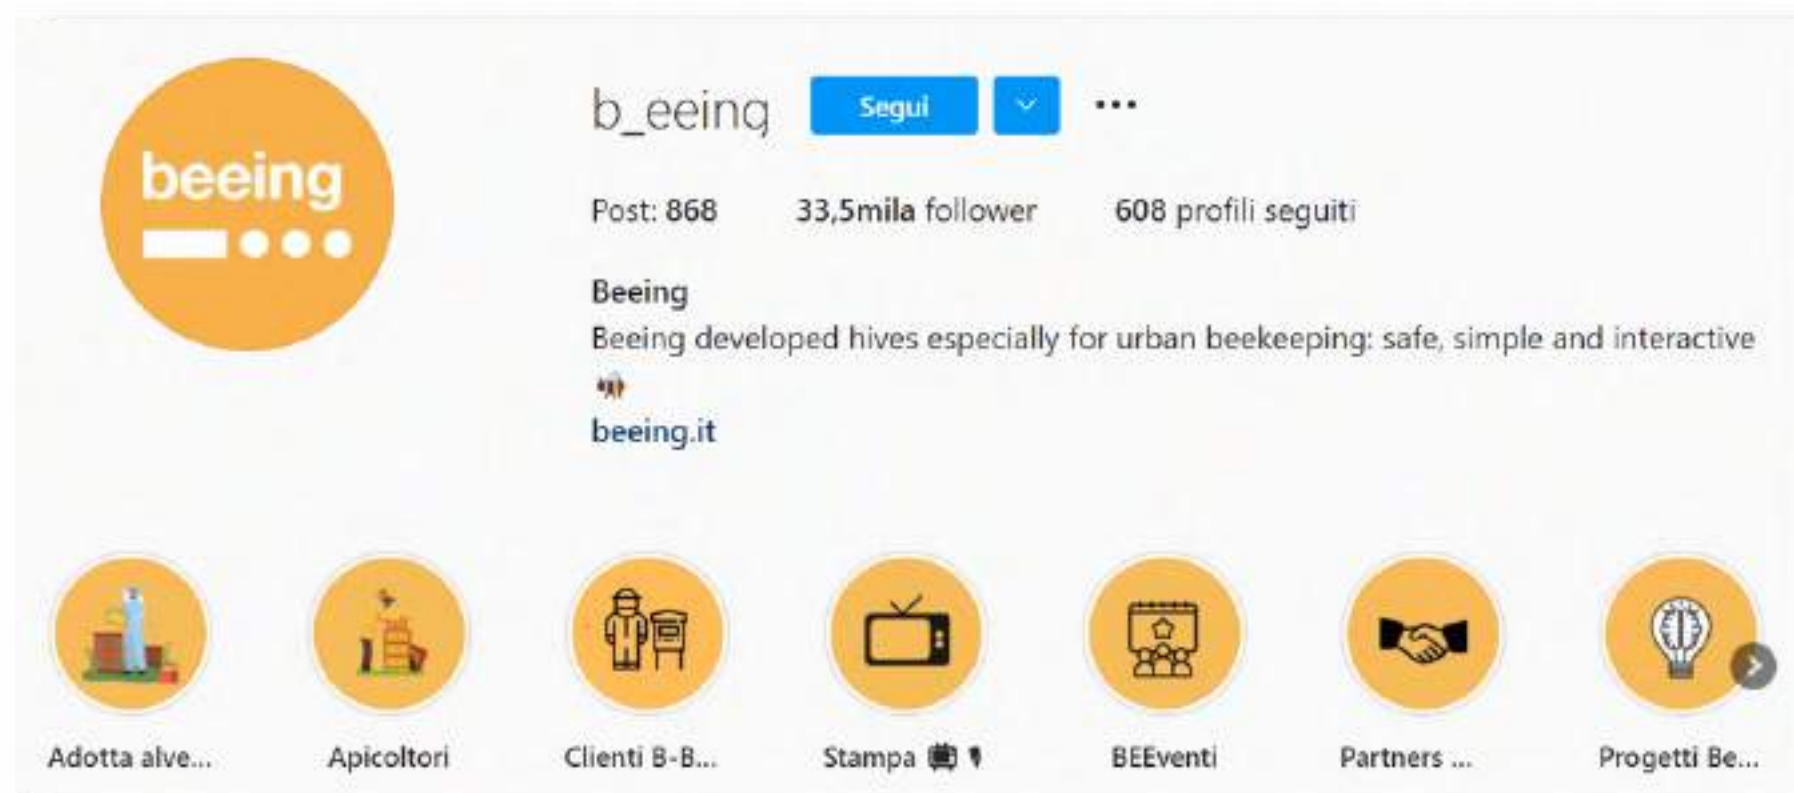 beeing
b_eeing Segui
Post: 868 33,5mila follower 608 profili seguiti
Beeing
Beeing developed hives especially for urban beekeeping: safe, simple and interactive
beeing.it
Adotta alve... Apicoltori Clienti B-B... Stampa BEEventi Partners ... Progetti Be...